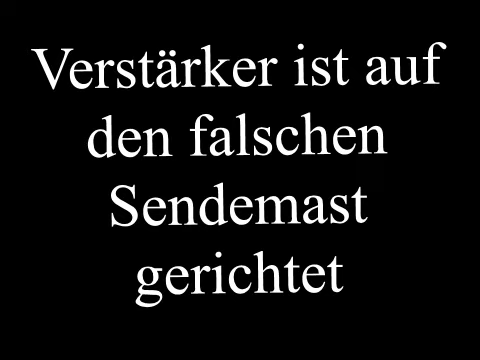 Verstärker ist auf
den falschen
Sendemast
gerichtet